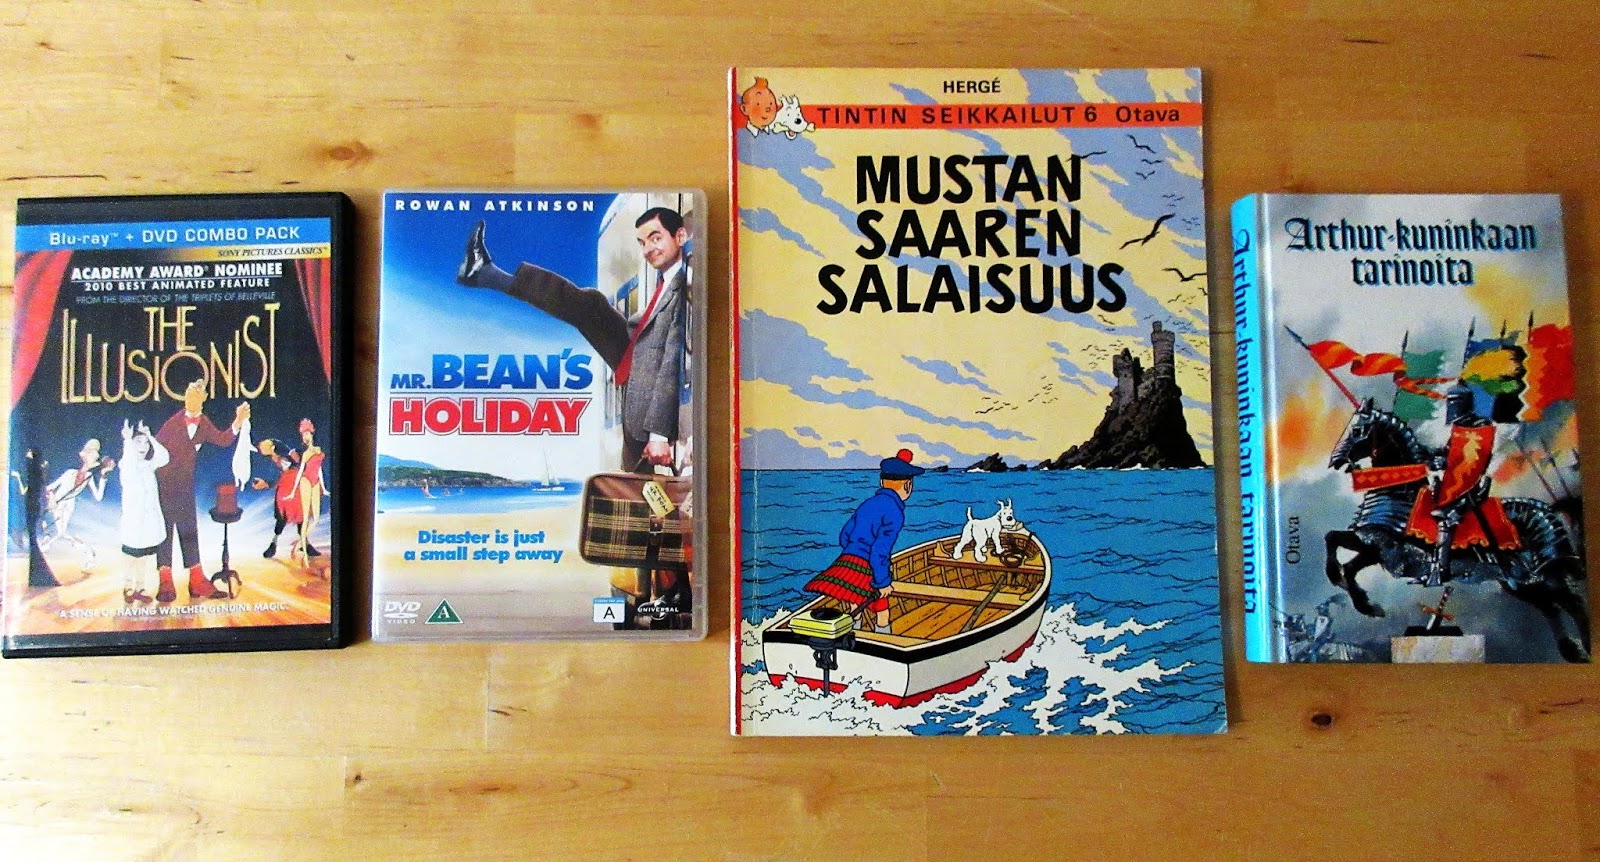 Blu-ray™ + DVD COMBO PACK
SONY PICTURES CLASSICS™
ACADEMY AWARD® NOMINEE
2010 BEST ANIMATED FEATURE
FROM THE DIRECTOR OF THE TRIPLETS OF BELLEVILLE
THE
ILLUSIONIST
"A SENSE OF HAVING WATCHED GENUINE MAGIC."
ROWAN ATKINSON
MR. BEAN'S
HOLIDAY
Disaster is just
a small step away
DVD
VIDEO
A
A
UNIVERSAL
HERGÉ
TINTIN SEIKKAILUT 6 Otava
MUSTAN
SAAREN
SALAISUUS
Arthur-kuninkaan tarinoita
Arthur-kuninkaan
tarinoita
Otava